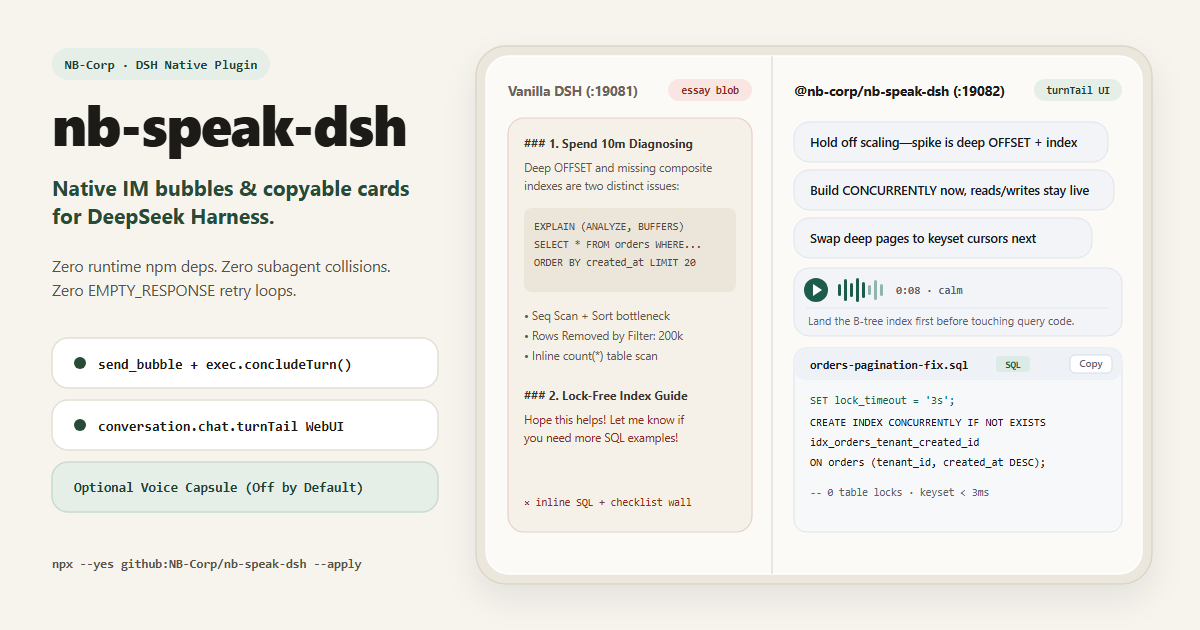 NB-Corp · DSH Native Plugin
nb-speak-dsh
Native IM bubbles & copyable cards
for DeepSeek Harness.
Zero runtime npm deps. Zero subagent collisions.
Zero EMPTY_RESPONSE retry loops.
send_bubble + exec.concludeTurn()
conversation.chat.turnTail WebUI
Optional Voice Capsule (Off by Default)
npx --yes github:NB-Corp/nb-speak-dsh --apply
Vanilla DSH (:19081)
essay blob
### 1. Spend 10m Diagnosing
Deep OFFSET and missing composite
indexes are two distinct issues:
EXPLAIN (ANALYZE, BUFFERS)
SELECT * FROM orders WHERE...
ORDER BY created_at LIMIT 20
• Seq Scan + Sort bottleneck
• Rows Removed by Filter: 200k
• Inline count(*) table scan
### 2. Lock-Free Index Guide
Hope this helps! Let me know if
you need more SQL examples!
× inline SQL + checklist wall
@nb-corp/nb-speak-dsh (:19082)
turnTail UI
Hold off scaling—spike is deep OFFSET + index
Build CONCURRENTLY now, reads/writes stay live
Swap deep pages to keyset cursors next
0:08 · calm
Land the B-tree index first before touching query code.
orders-pagination-fix.sql
SQL
Copy
SET lock_timeout = '3s';
CREATE INDEX CONCURRENTLY IF NOT EXISTS
idx_orders_tenant_created_id
ON orders (tenant_id, created_at DESC);
-- 0 table locks · keyset < 3ms